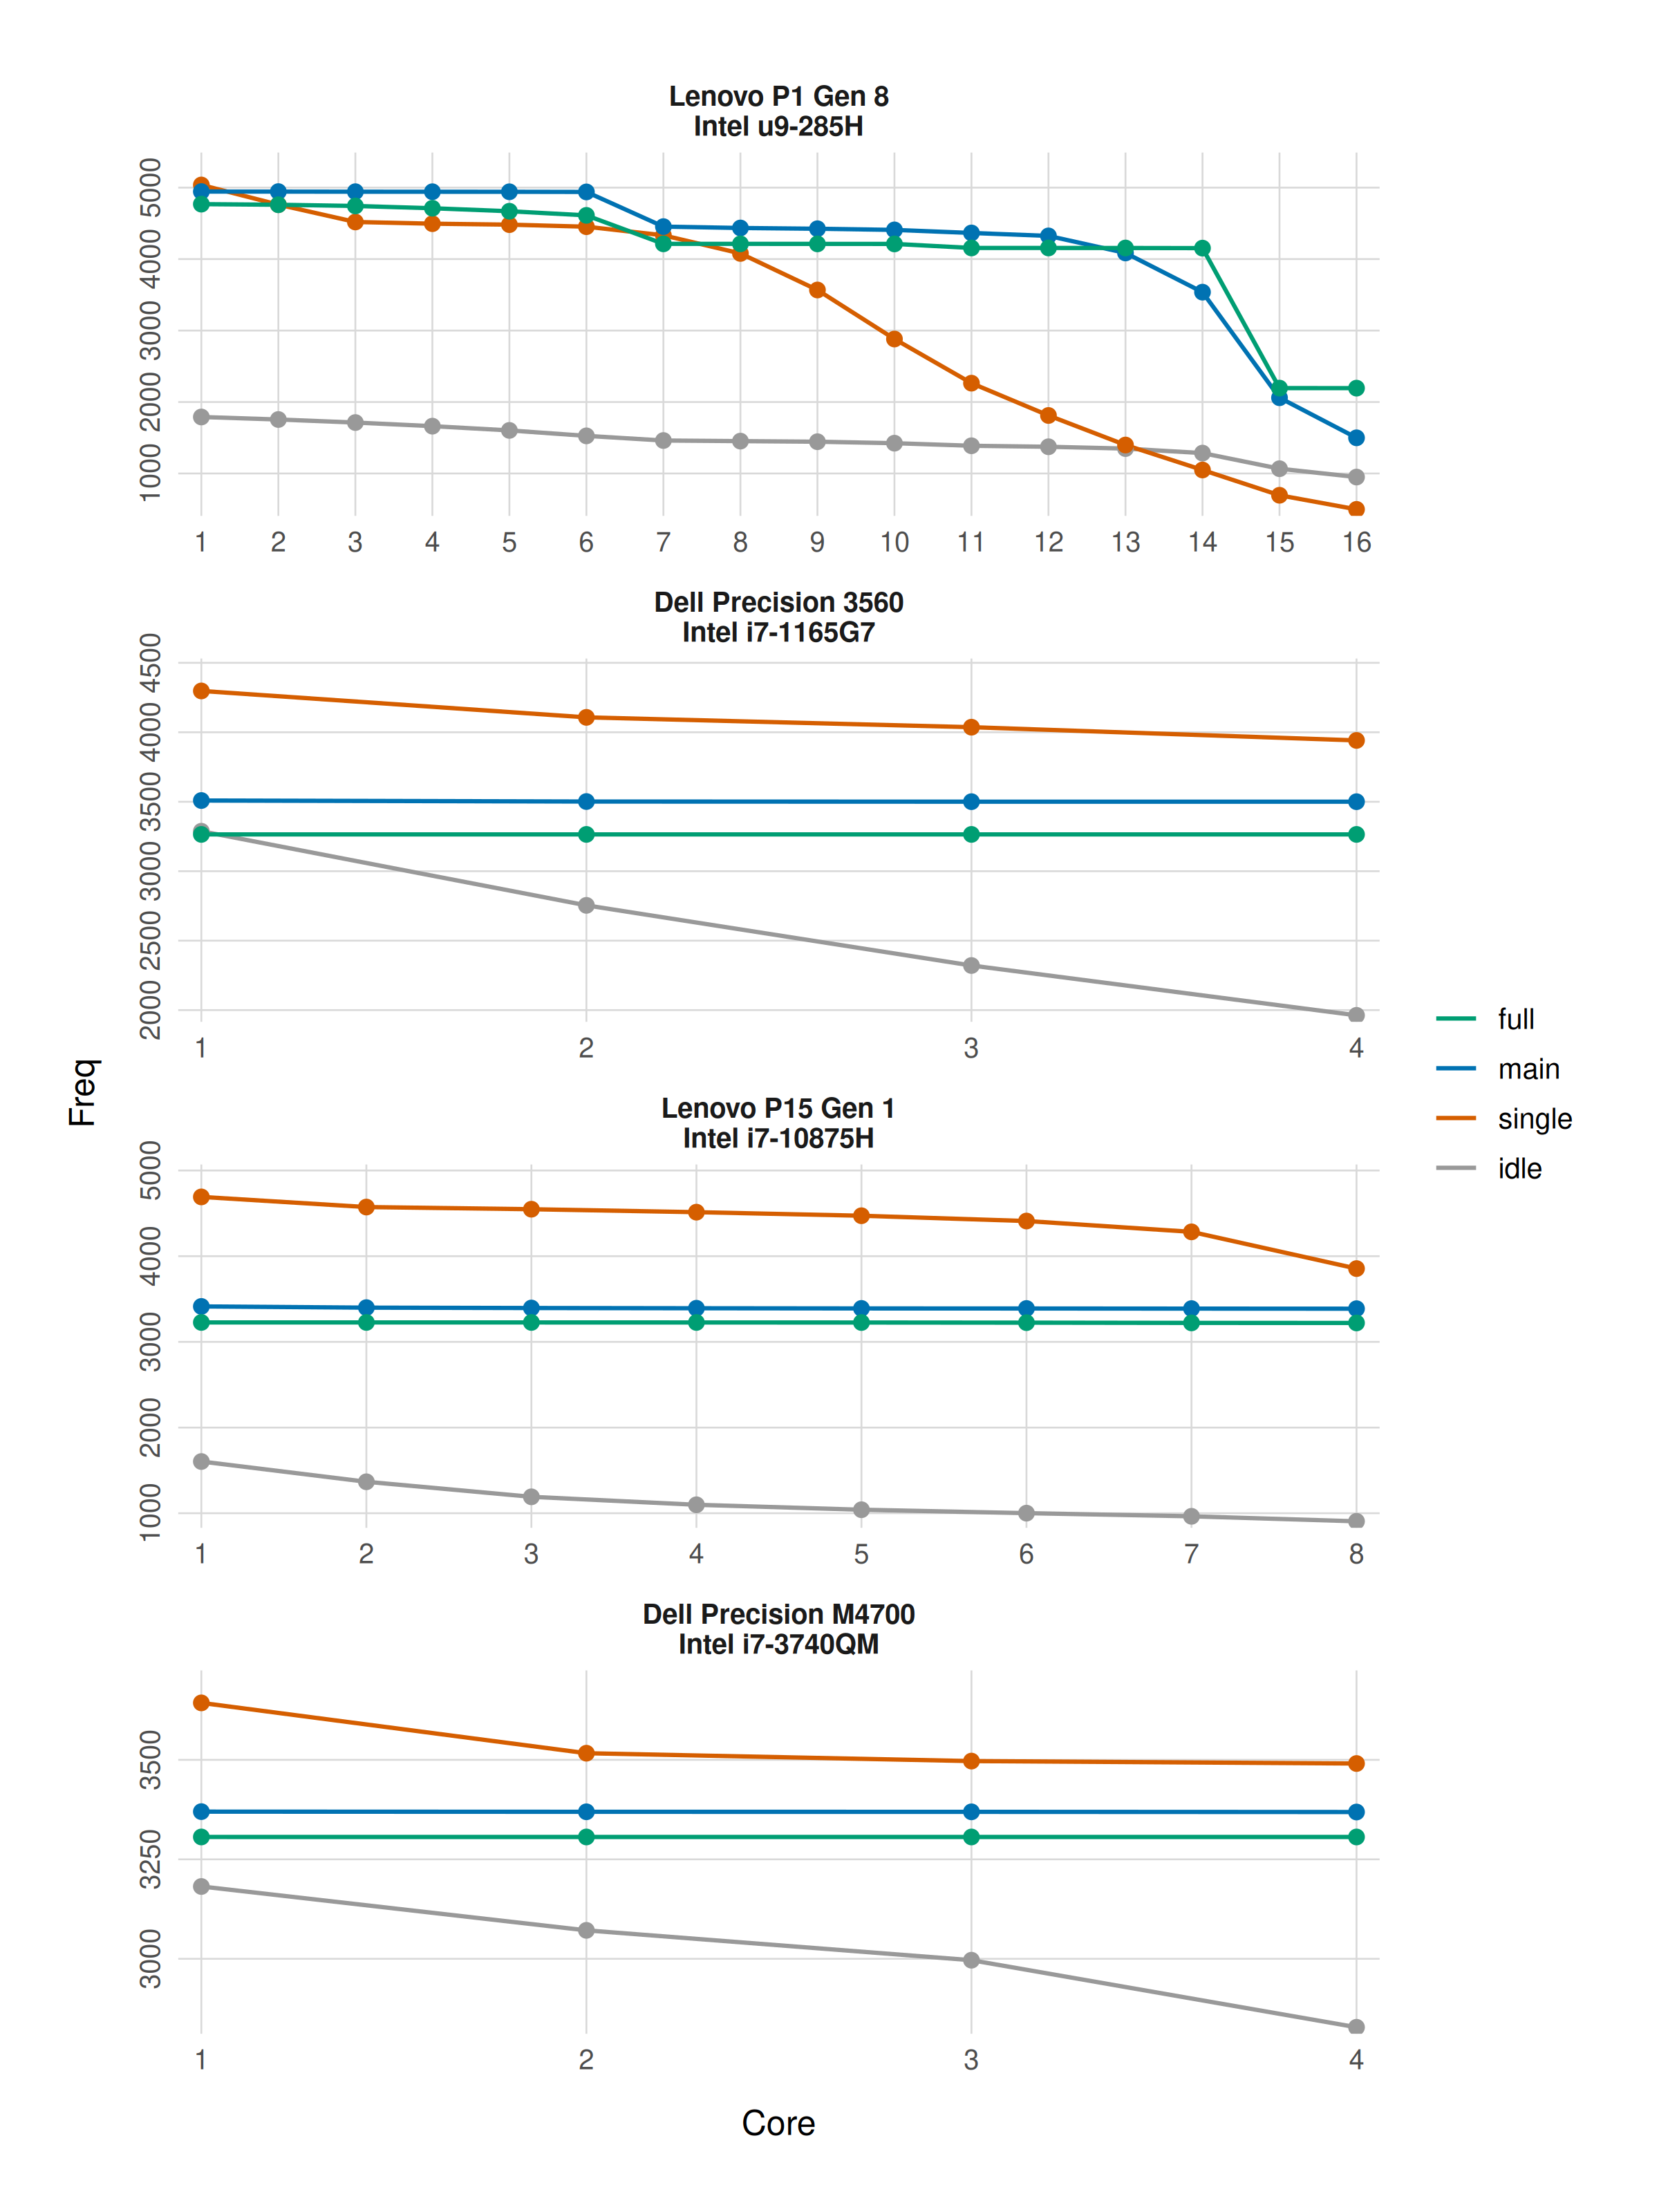 Lenovo P1 Gen 8
Intel u9-285H
5000
4000
3000
2000
1000
1 2 3 4 5 6 7 8 9 10 11 12 13 14 15 16
Dell Precision 3560
Intel i7-1165G7
4500
4000
3500
3000
2500
2000
1 2 3 4
Lenovo P15 Gen 1
Intel i7-10875H
5000
4000
3000
2000
1000
1 2 3 4 5 6 7 8
Dell Precision M4700
Intel i7-3740QM
3500
3250
3000
1 2 3 4
Core
Freq
full
main
single
idle